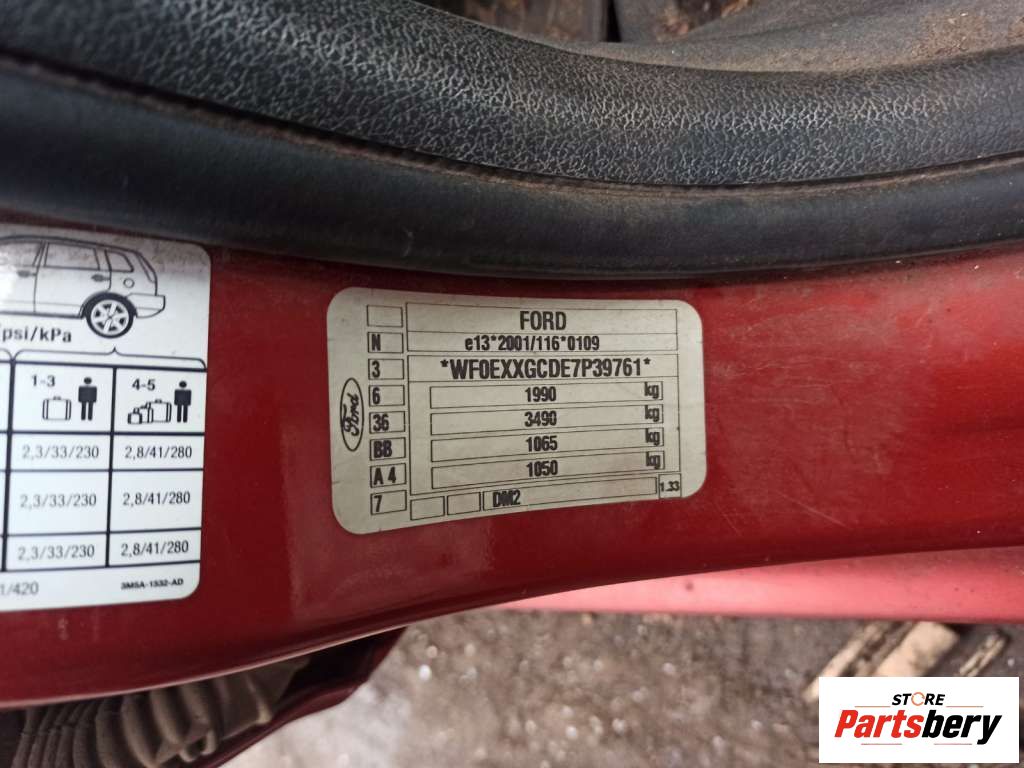 psi/kPa
1-3
4-5
2,3/33/230
2,8/41/280
2,3/33/230
2,8/41/280
2,3/33/230
2,8/41/280
/420
3M5A-1532-AD
Ford
FORD
N
e13*2001/116*0109
3
*WF0EXXGCDE7P39761*
6
1990
kg
36
3490
kg
BB
1065
kg
A 4
1050
kg
7
DM2
1.33
STORE
Partsbery